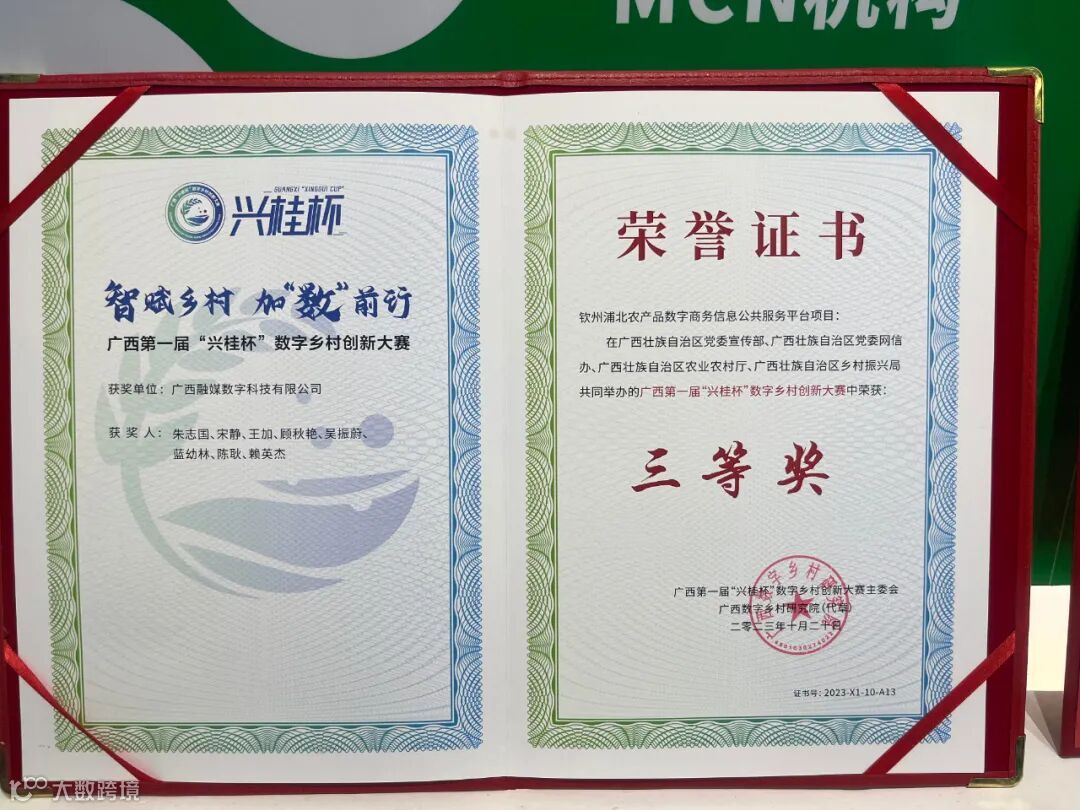 MCN机构
GUANGXI "XINGGUI CUP"
兴桂杯
智赋乡村 加“数”前行
广西第一届“兴桂杯”数字乡村创新大赛
获奖单位：广西融媒数字科技有限公司
获奖人：朱志国、宋静、王加、顾秋艳、吴振蔚、
蓝幼林、陈耿、赖英杰
荣誉证书
钦州浦北农产品数字商务信息公共服务平台项目：
在广西壮族自治区党委宣传部、广西壮族自治区党委网信
办、广西壮族自治区农业农村厅、广西壮族自治区乡村振兴局
共同举办的广西第一届“兴桂杯”数字乡村创新大赛中荣获：
三等奖
广西第一届“兴桂杯”数字乡村创新大赛主委会
广西数字乡村研究院(代章)
二零二三年十月二十日
广西数字乡村研究院
证书号：2023-X1-10-A13
大数跨境